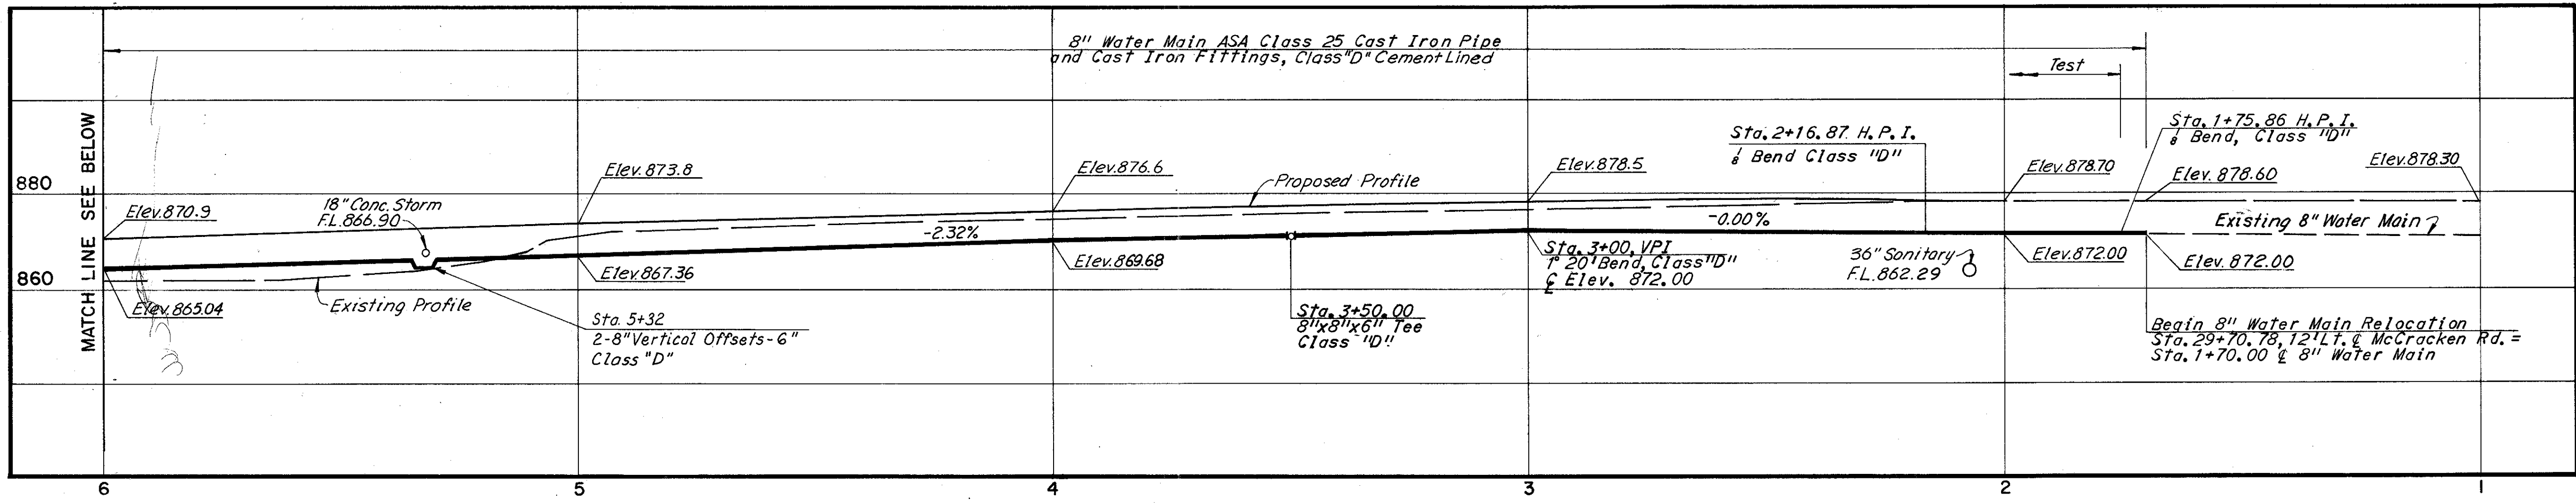 8" Water Main ASA Class 25 Cast Iron Pipe
and Cast Iron Fittings, Class "D" Cement Lined
Test
MATCH LINE SEE BELOW
880
860
Elev. 870.9
18" Conc. Storm
F.L. 866.90
Elev. 873.8
Elev. 876.6
Proposed Profile
Elev. 878.5
Sta. 2+16.87 H.P.I.
1/8 Bend Class "D"
Elev. 878.70
Sta. 1+75.86 H.P.I.
1/8 Bend, Class "D"
Elev. 878.60
Elev. 878.30
-2.32%
-0.00%
Existing 8" Water Main
Elev. 865.04
Existing Profile
Elev. 867.36
Sta. 5+32
2-8" Vertical Offsets-6"
Class "D"
Elev. 869.68
Sta. 3+50.00
8"x8"x6" Tee
Class "D"
Sta. 3+00, VPI
1° 20' Bend, Class "D"
℄ Elev. 872.00
36" Sanitary
F.L. 862.29
Elev. 872.00
Elev. 872.00
Begin 8" Water Main Relocation
Sta. 29+70.78, 12' Lt. ℄ McCracken Rd. =
Sta. 1+70.00 ℄ 8" Water Main
6 5 4 3 2 1